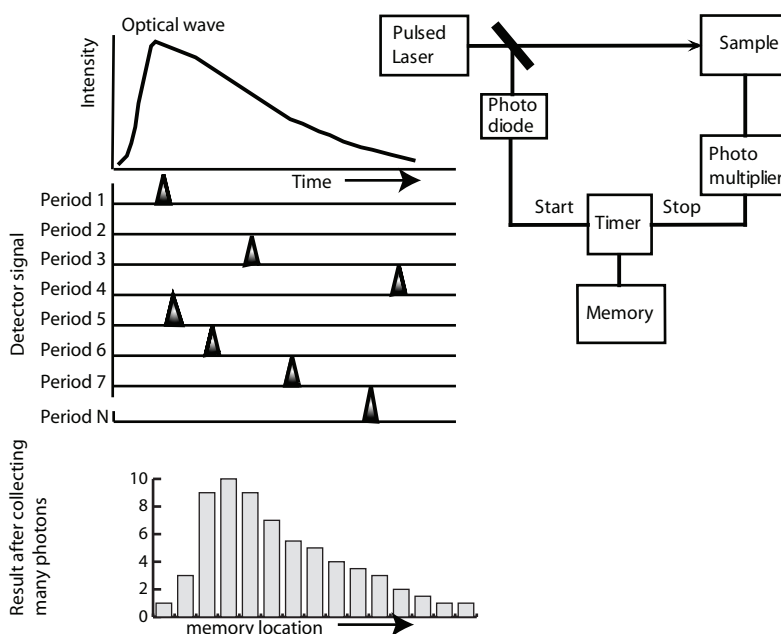 Optical wave
Intensity
Time
Detector signal
Period 1
Period 2
Period 3
Period 4
Period 5
Period 6
Period 7
Period N
Pulsed
Laser
Sample
Photo
diode
Photo
multiplier
Start
Timer
Stop
Memory
Result after collecting
many photons
10
8
6
4
2
0
memory location